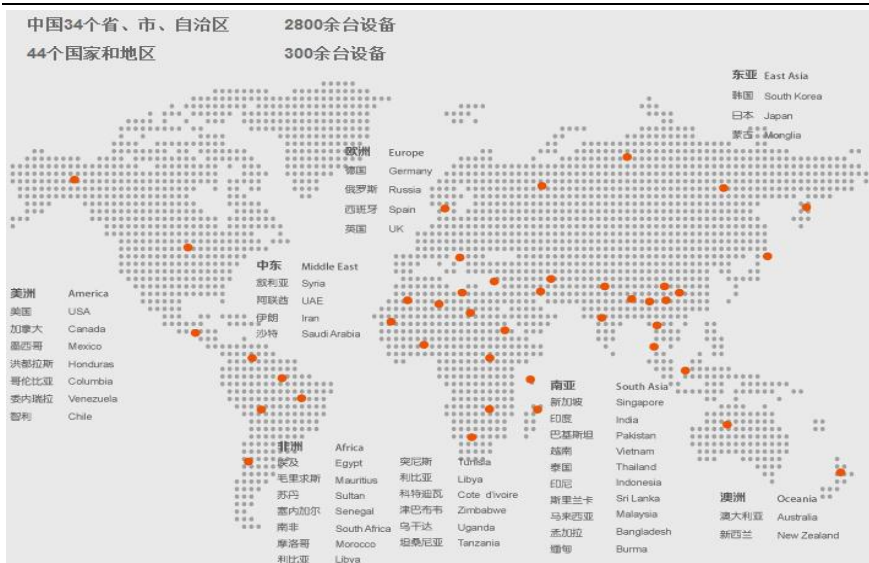 中国34个省、市、自治区 2800余台设备
44个国家和地区 300余台设备
东亚 East Asia
韩国 South Korea
日本 Japan
蒙古 Monglia
欧洲 Europe
德国 Germany
俄罗斯 Russia
西班牙 Spain
英国 UK
中东 Middle East
叙利亚 Syria
阿联酋 UAE
伊朗 Iran
沙特 Saudi Arabia
美洲 America
美国 USA
加拿大 Canada
墨西哥 Mexico
洪都拉斯 Honduras
哥伦比亚 Columbia
委内瑞拉 Venezuela
智利 Chile
非洲 Africa
埃及 Egypt
毛里求斯 Mauritius
苏丹 Sultan
塞内加尔 Senegal
南非 South Africa
摩洛哥 Morocco
利比亚 Libya
突尼斯 Tunisia
利比亚 Libya
科特迪瓦 Cote d'ivoire
津巴布韦 Zimbabwe
乌干达 Uganda
坦桑尼亚 Tanzania
南亚 South Asia
新加坡 Singapore
印度 India
巴基斯坦 Pakistan
越南 Vietnam
泰国 Thailand
印尼 Indonesia
斯里兰卡 Sri Lanka
马来西亚 Malaysia
孟加拉 Bangladesh
缅甸 Burma
澳洲 Oceania
澳大利亚 Australia
新西兰 New Zealand